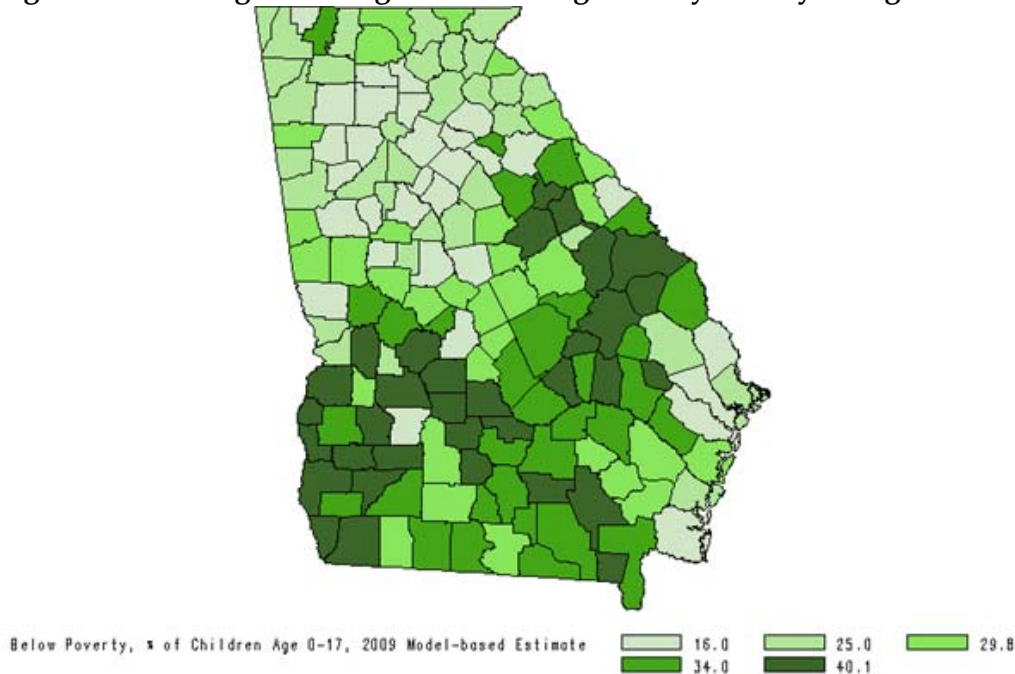 Below Poverty, % of Children Age 0-17, 2009 Model-based Estimate
16.0 25.0 29.8
34.0 40.1